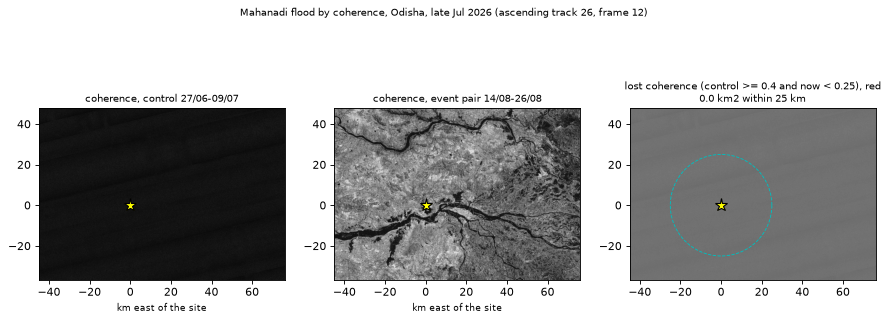 Mahanadi flood by coherence, Odisha, late Jul 2026 (ascending track 26, frame 12)
coherence, control 27/06-09/07
coherence, event pair 14/08-26/08
lost coherence (control >= 0.4 and now < 0.25), red
0.0 km2 within 25 km
40
20
0
−20
−40 −20 0 20 40 60
km east of the site
40
20
0
−20
−40 −20 0 20 40 60
km east of the site
40
20
0
−20
−40 −20 0 20 40 60